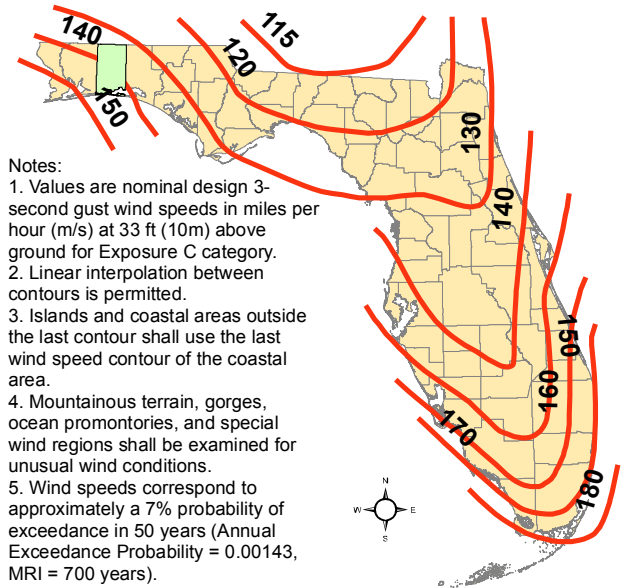 115
140
120
150
130
140
150
160
170
180
Notes:
1. Values are nominal design 3-
second gust wind speeds in miles per
hour (m/s) at 33 ft (10m) above
ground for Exposure C category.
2. Linear interpolation between
contours is permitted.
3. Islands and coastal areas outside
the last contour shall use the last
wind speed contour of the coastal
area.
4. Mountainous terrain, gorges,
ocean promontories, and special
wind regions shall be examined for
unusual wind conditions.
5. Wind speeds correspond to
approximately a 7% probability of
exceedance in 50 years (Annual
Exceedance Probability = 0.00143,
MRI = 700 years).
N
W E
S